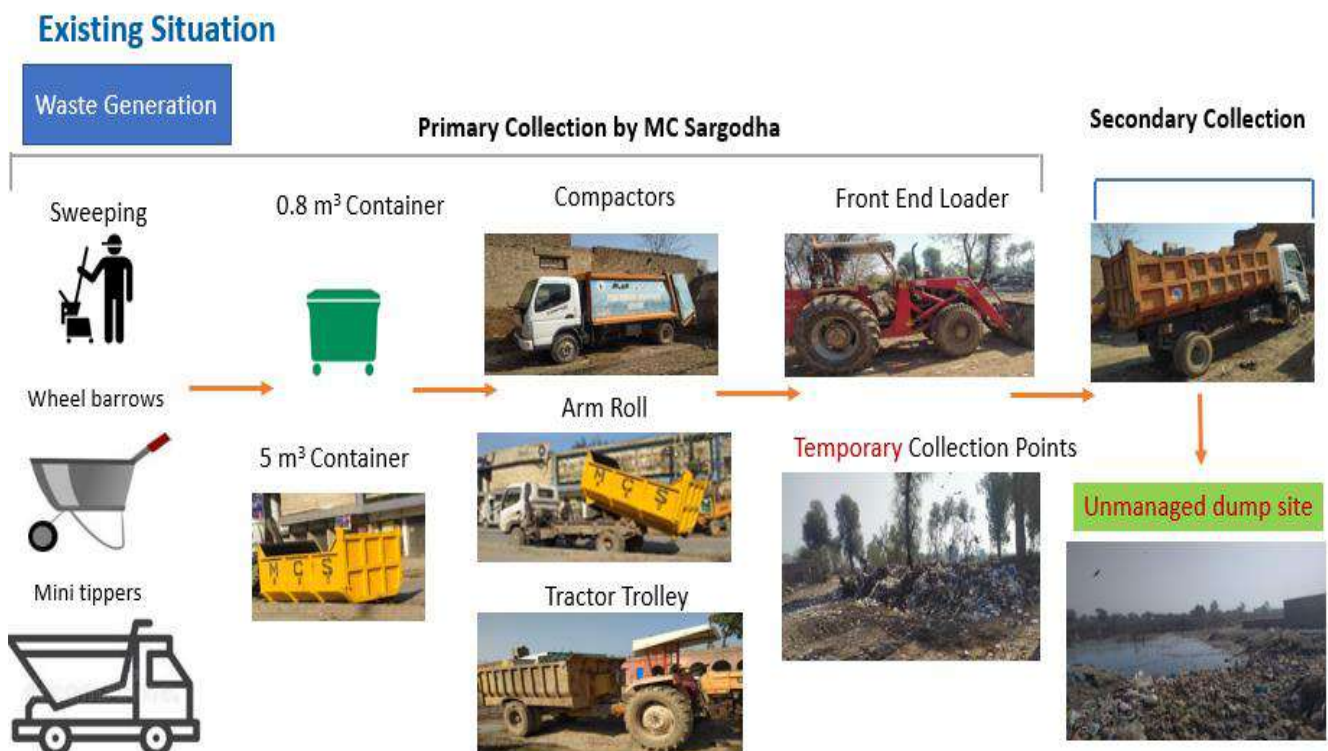 Existing Situation
Waste Generation
Primary Collection by MC Sargodha
Secondary Collection
Sweeping
0.8 m³ Container
Compactors
Front End Loader
Wheel barrows
5 m³ Container
Arm Roll
Temporary Collection Points
M C S
M C S
Unmanaged dump site
Mini tippers
Tractor Trolley